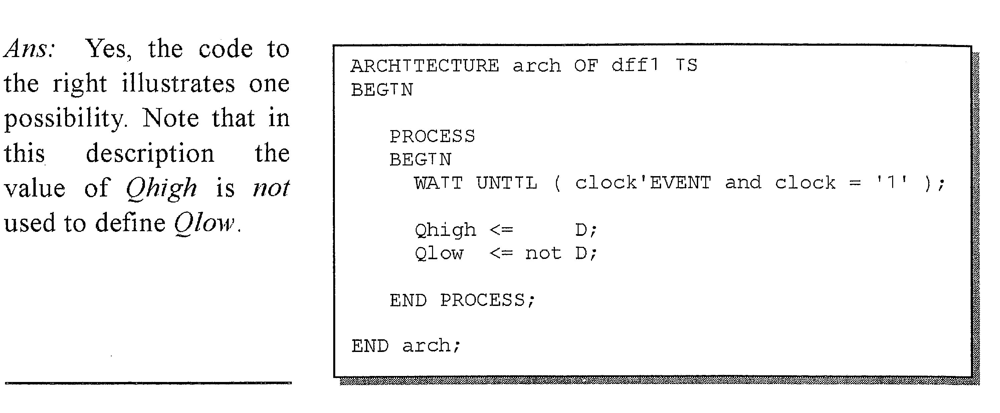 Ans: Yes, the code to
the right illustrates one
possibility. Note that in
this description the
value of Qhigh is not
used to define Qlow.
ARCHITECTURE arch OF dff1 IS
BEGIN
PROCESS
BEGIN
WAIT UNTIL ( clock'EVENT and clock = '1' );
Qhigh <= D;
Qlow <= not D;
END PROCESS;
END arch;